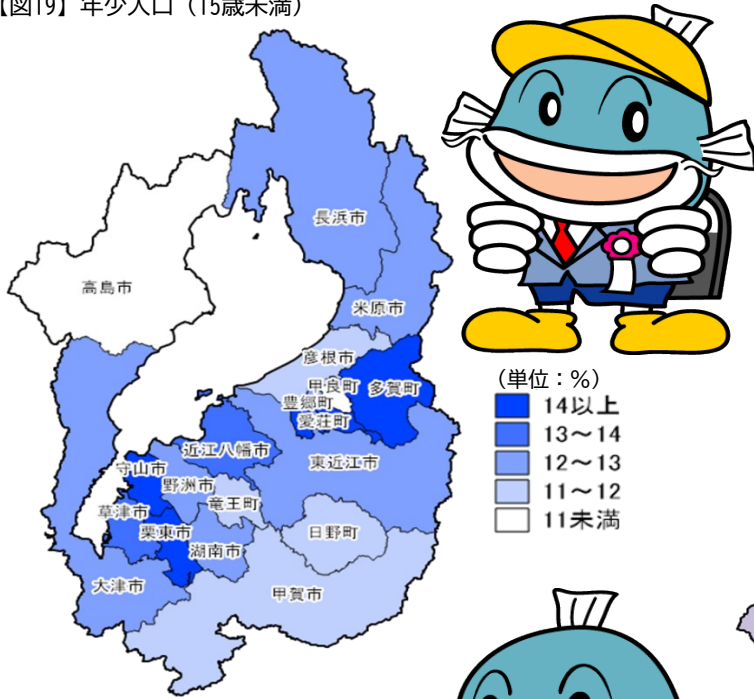 【図19】年少人口（15歳未満）
長浜市
高島市
米原市
彦根市
甲良町
多賀町
豊郷町
愛荘町
近江八幡市
東近江市
守山市
野洲市
竜王町
草津市
栗東市
日野町
湖南市
大津市
甲賀市
（単位：%）
14以上
13～14
12～13
11～12
11未満